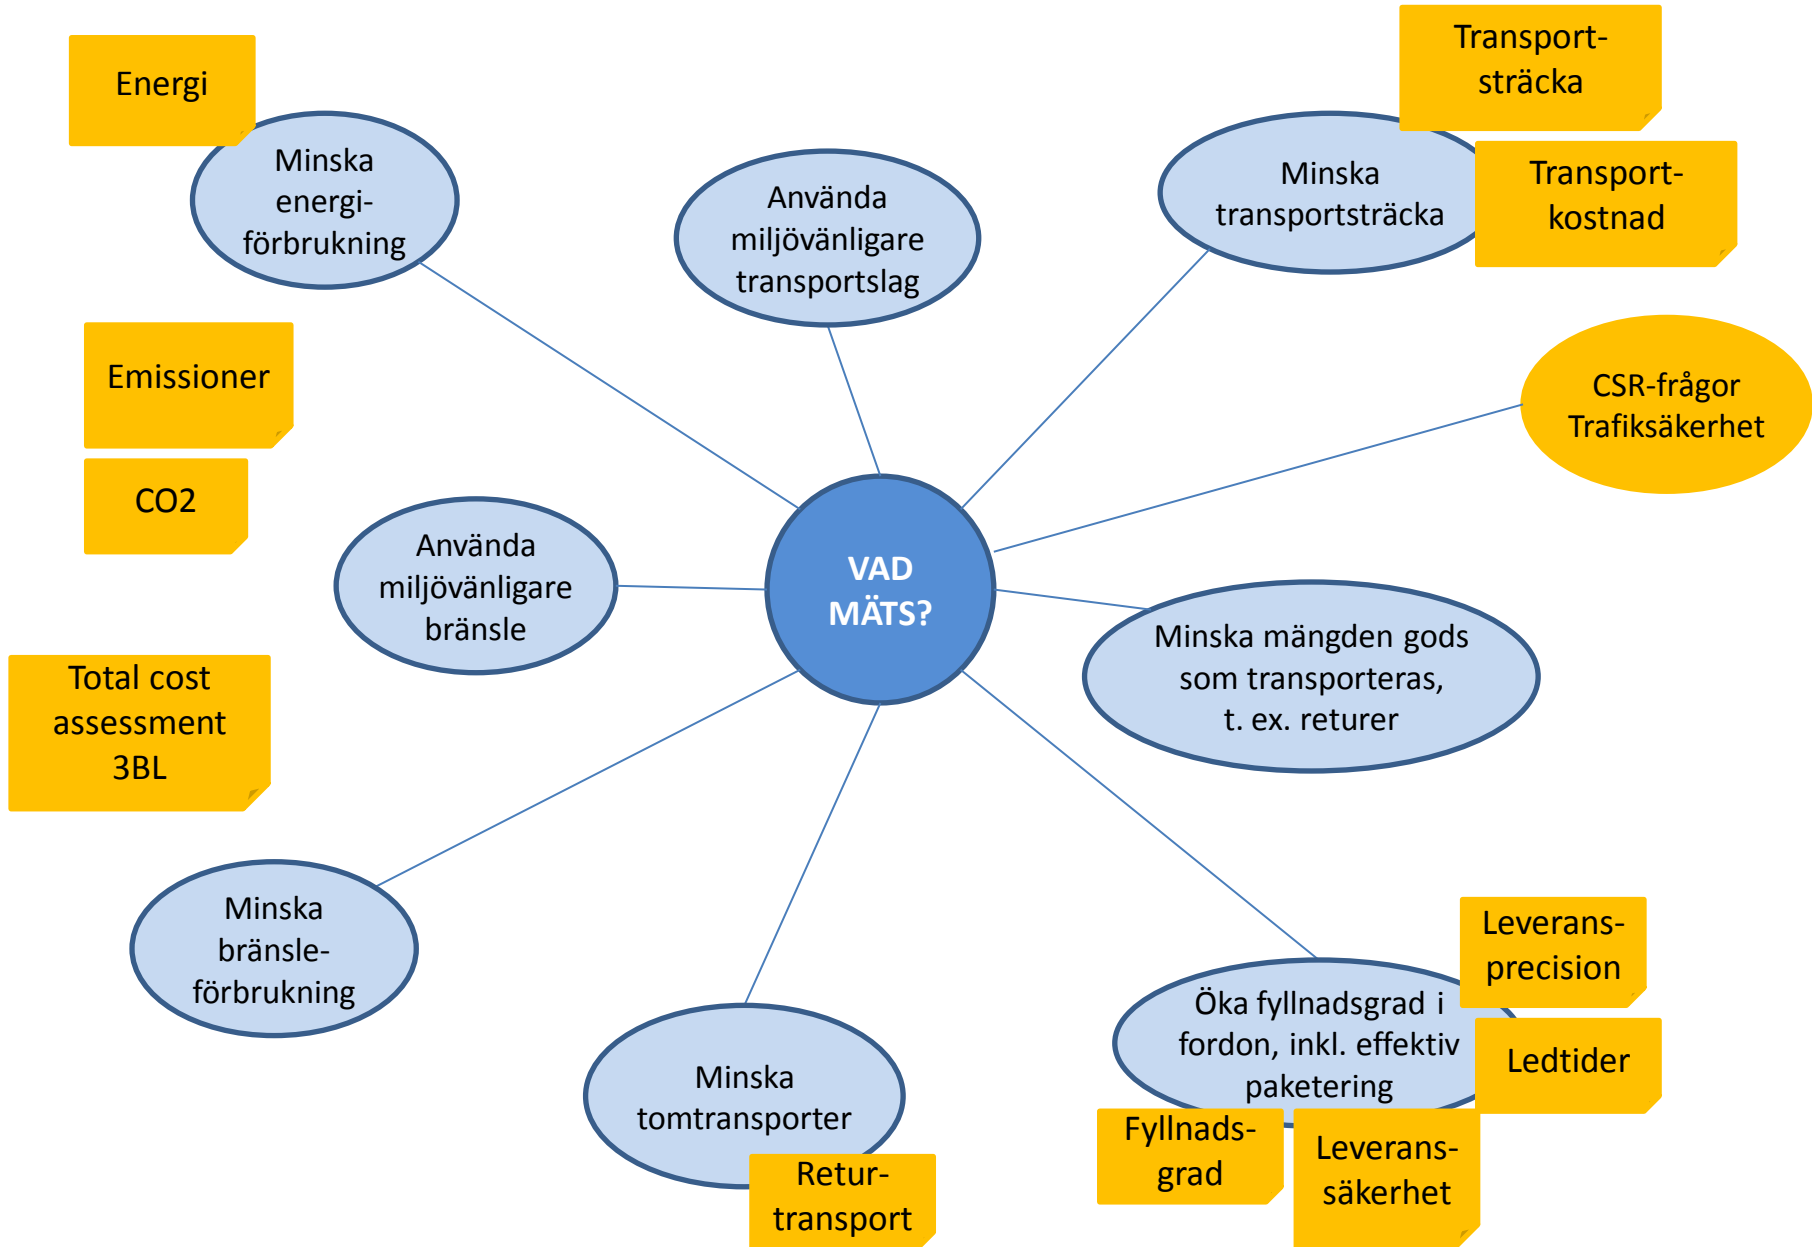 Energi
Minska
energi-
förbrukning
Använda
miljövänligare
transportslag
Transport-
sträcka
Minska
transportsträcka
Transport-
kostnad
Emissioner
CO2
CSR-frågor
Trafiksäkerhet
Använda
miljövänligare
bränsle
VAD
MÄTS?
Minska mängden gods
som transporteras,
t. ex. returer
Total cost
assessment
3BL
Minska
bränsle-
förbrukning
Minska
tomtransporter
Retur-
transport
Öka fyllnadsgrad i
fordon, inkl. effektiv
paketering
Leverans-
precision
Ledtider
Fyllnads-
grad
Leverans-
säkerhet